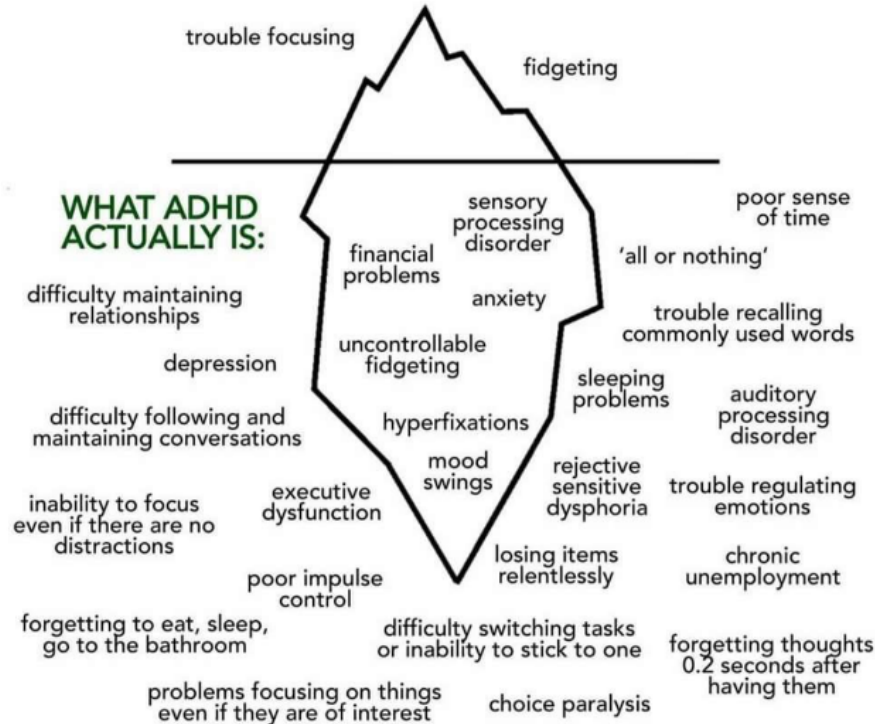 trouble focusing
fidgeting
WHAT ADHD
ACTUALLY IS:
sensory
processing
disorder
poor sense
of time
financial
problems
'all or nothing'
difficulty maintaining
relationships
anxiety
trouble recalling
commonly used words
uncontrollable
fidgeting
depression
sleeping
problems
auditory
processing
disorder
difficulty following and
maintaining conversations
hyperfixations
mood
swings
rejective
sensitive
dysphoria
trouble regulating
emotions
executive
dysfunction
inability to focus
even if there are no
distractions
losing items
relentlessly
chronic
unemployment
poor impulse
control
forgetting to eat, sleep,
go to the bathroom
difficulty switching tasks
or inability to stick to one
forgetting thoughts
0.2 seconds after
having them
problems focusing on things
even if they are of interest
choice paralysis